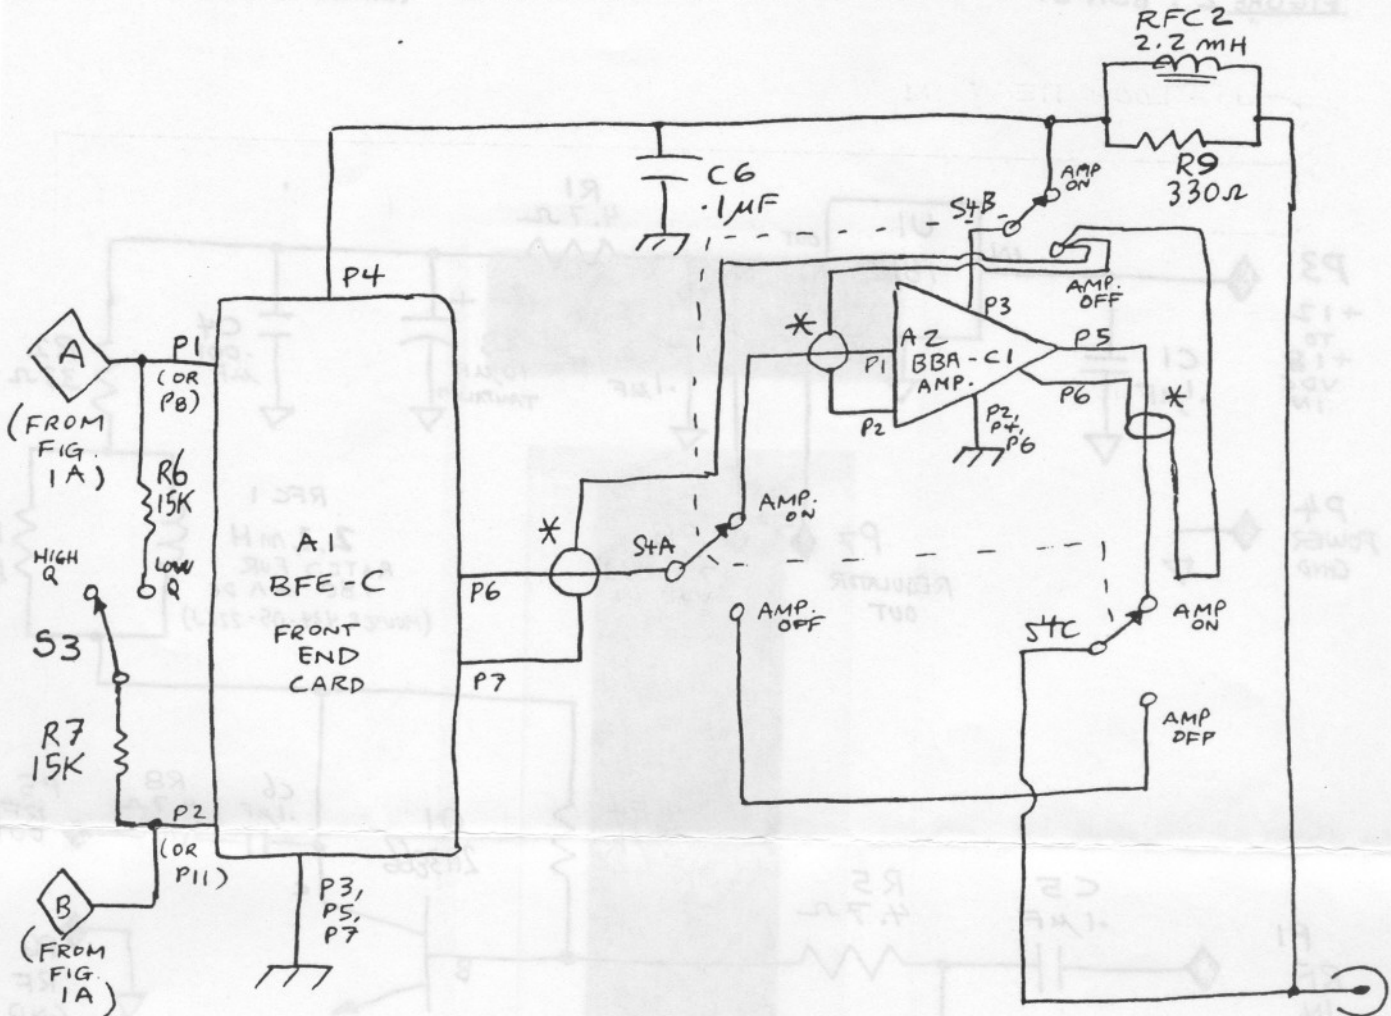 RFC2
2.2 mH
R9
330Ω
C6
.1µF
AMP
ON
S4B
AMP.
OFF
P4
A
(FROM
FIG.
1A)
P1
(OR
P8)
R6
15K
HIGH
Q
LOW
Q
S3
R7
15K
P2
(OR
P11)
B
(FROM
FIG.
1A)
A1
BFE-C
FRONT
END
CARD
P6
P7
P3,
P5,
P7
*
S4A
AMP.
ON
AMP.
OFF
*
P1
P2
A2
BBA-C1
AMP.
P3
P5
P6
P2,
P4,
P6
*
S4C
AMP
ON
AMP
OFF